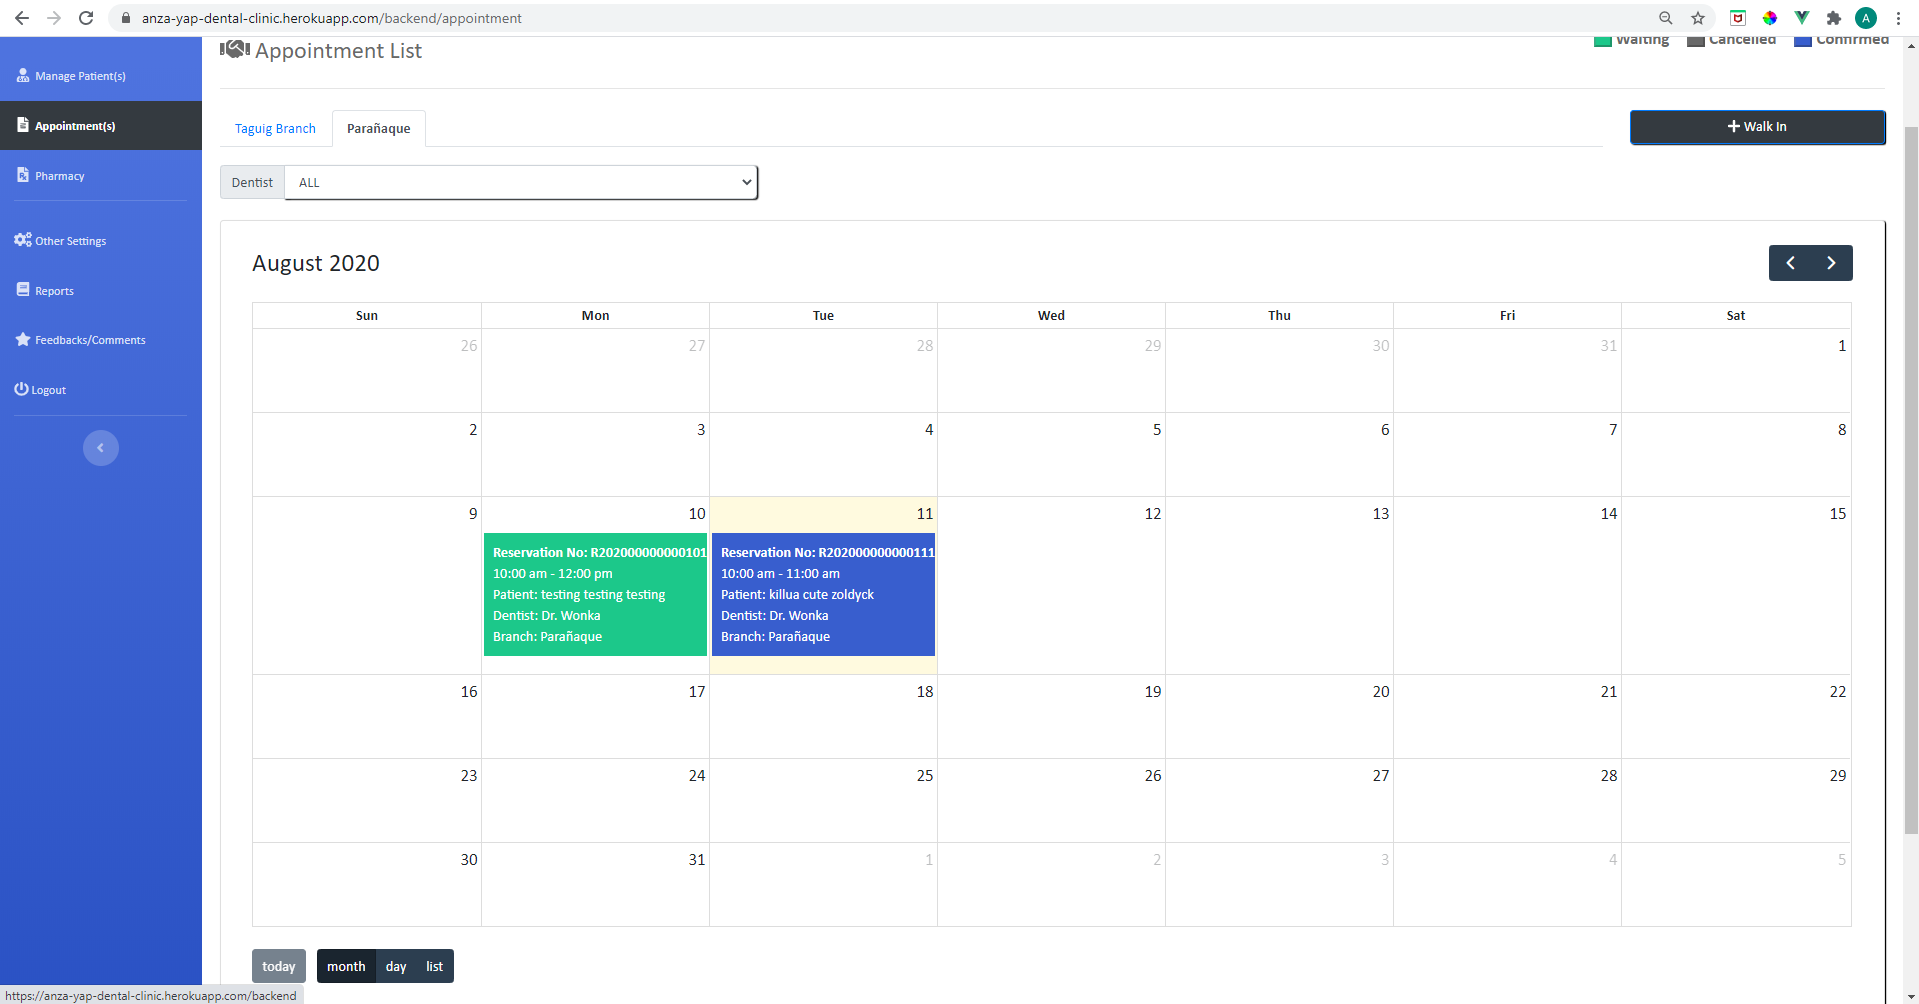 anza-yap-dental-clinic.herokuapp.com/backend/appointment
A
Manage Patient(s)
Appointment(s)
Pharmacy
Other Settings
Reports
Feedbacks/Comments
Logout
Appointment List
Waiting Cancelled Confirmed
Taguig Branch Parañaque
Walk In
Dentist ALL
August 2020
Sun Mon Tue Wed Thu Fri Sat
26 27 28 29 30 31 1
2 3 4 5 6 7 8
9 10 11 12 13 14 15
Reservation No: R202000000000101
10:00 am - 12:00 pm
Patient: testing testing testing
Dentist: Dr. Wonka
Branch: Parañaque
Reservation No: R202000000000111
10:00 am - 11:00 am
Patient: killua cute zoldyck
Dentist: Dr. Wonka
Branch: Parañaque
16 17 18 19 20 21 22
23 24 25 26 27 28 29
30 31 1 2 3 4 5
today month day list
https://anza-yap-dental-clinic.herokuapp.com/backend